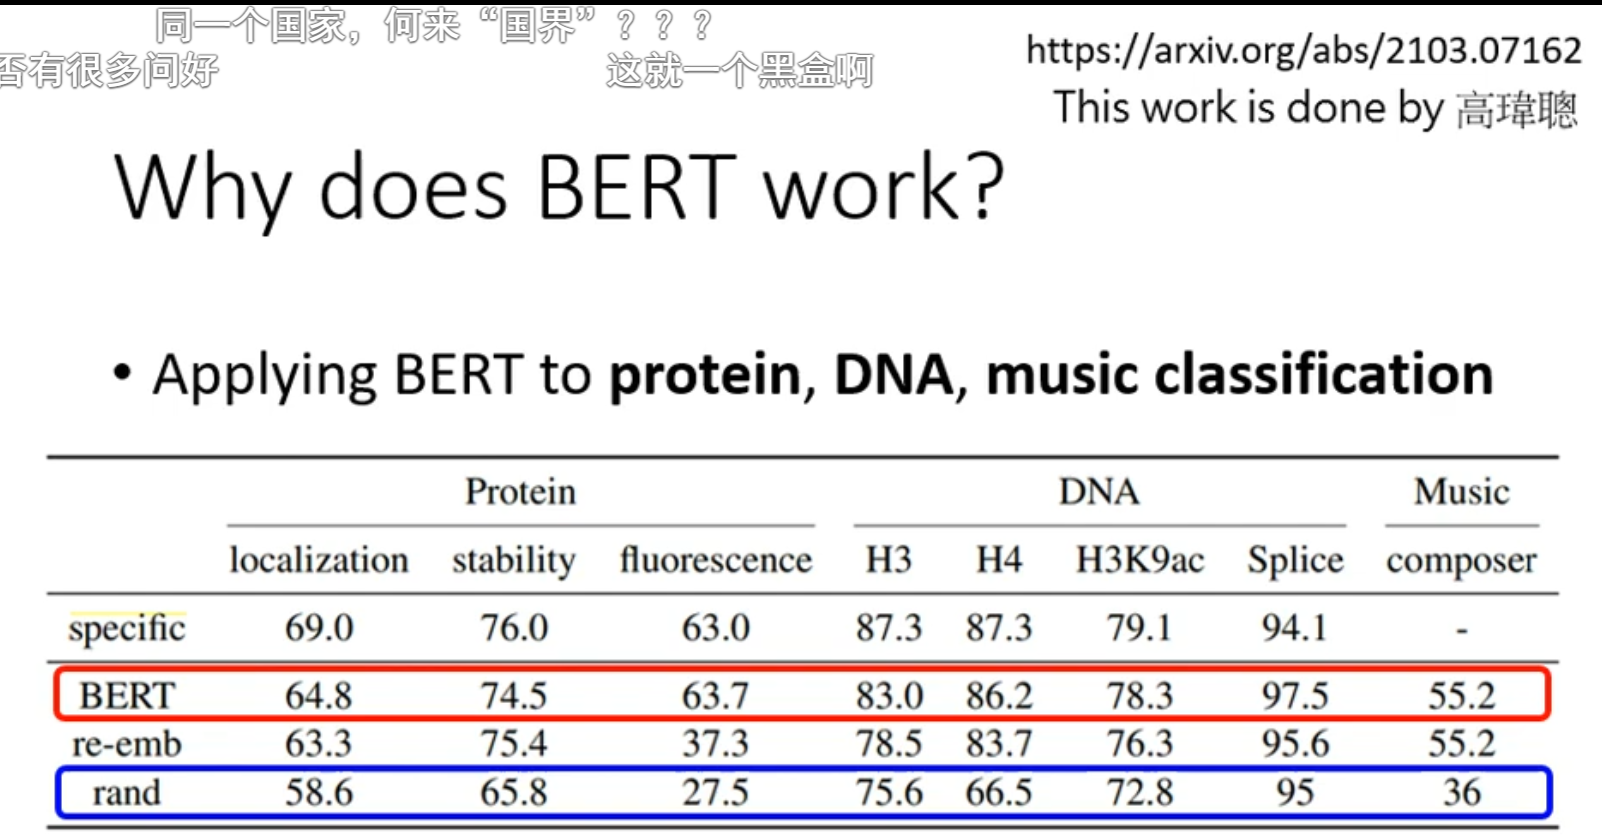 同一个国家，何来“国界”？？？
否有很多问好
这就一个黑盒啊
https://arxiv.org/abs/2103.07162
This work is done by 高瑋聰
Why does BERT work?
• Applying BERT to protein, DNA, music classification
Protein DNA Music
localization stability fluorescence H3 H4 H3K9ac Splice composer
specific 69.0 76.0 63.0 87.3 87.3 79.1 94.1 -
BERT 64.8 74.5 63.7 83.0 86.2 78.3 97.5 55.2
re-emb 63.3 75.4 37.3 78.5 83.7 76.3 95.6 55.2
rand 58.6 65.8 27.5 75.6 66.5 72.8 95 36